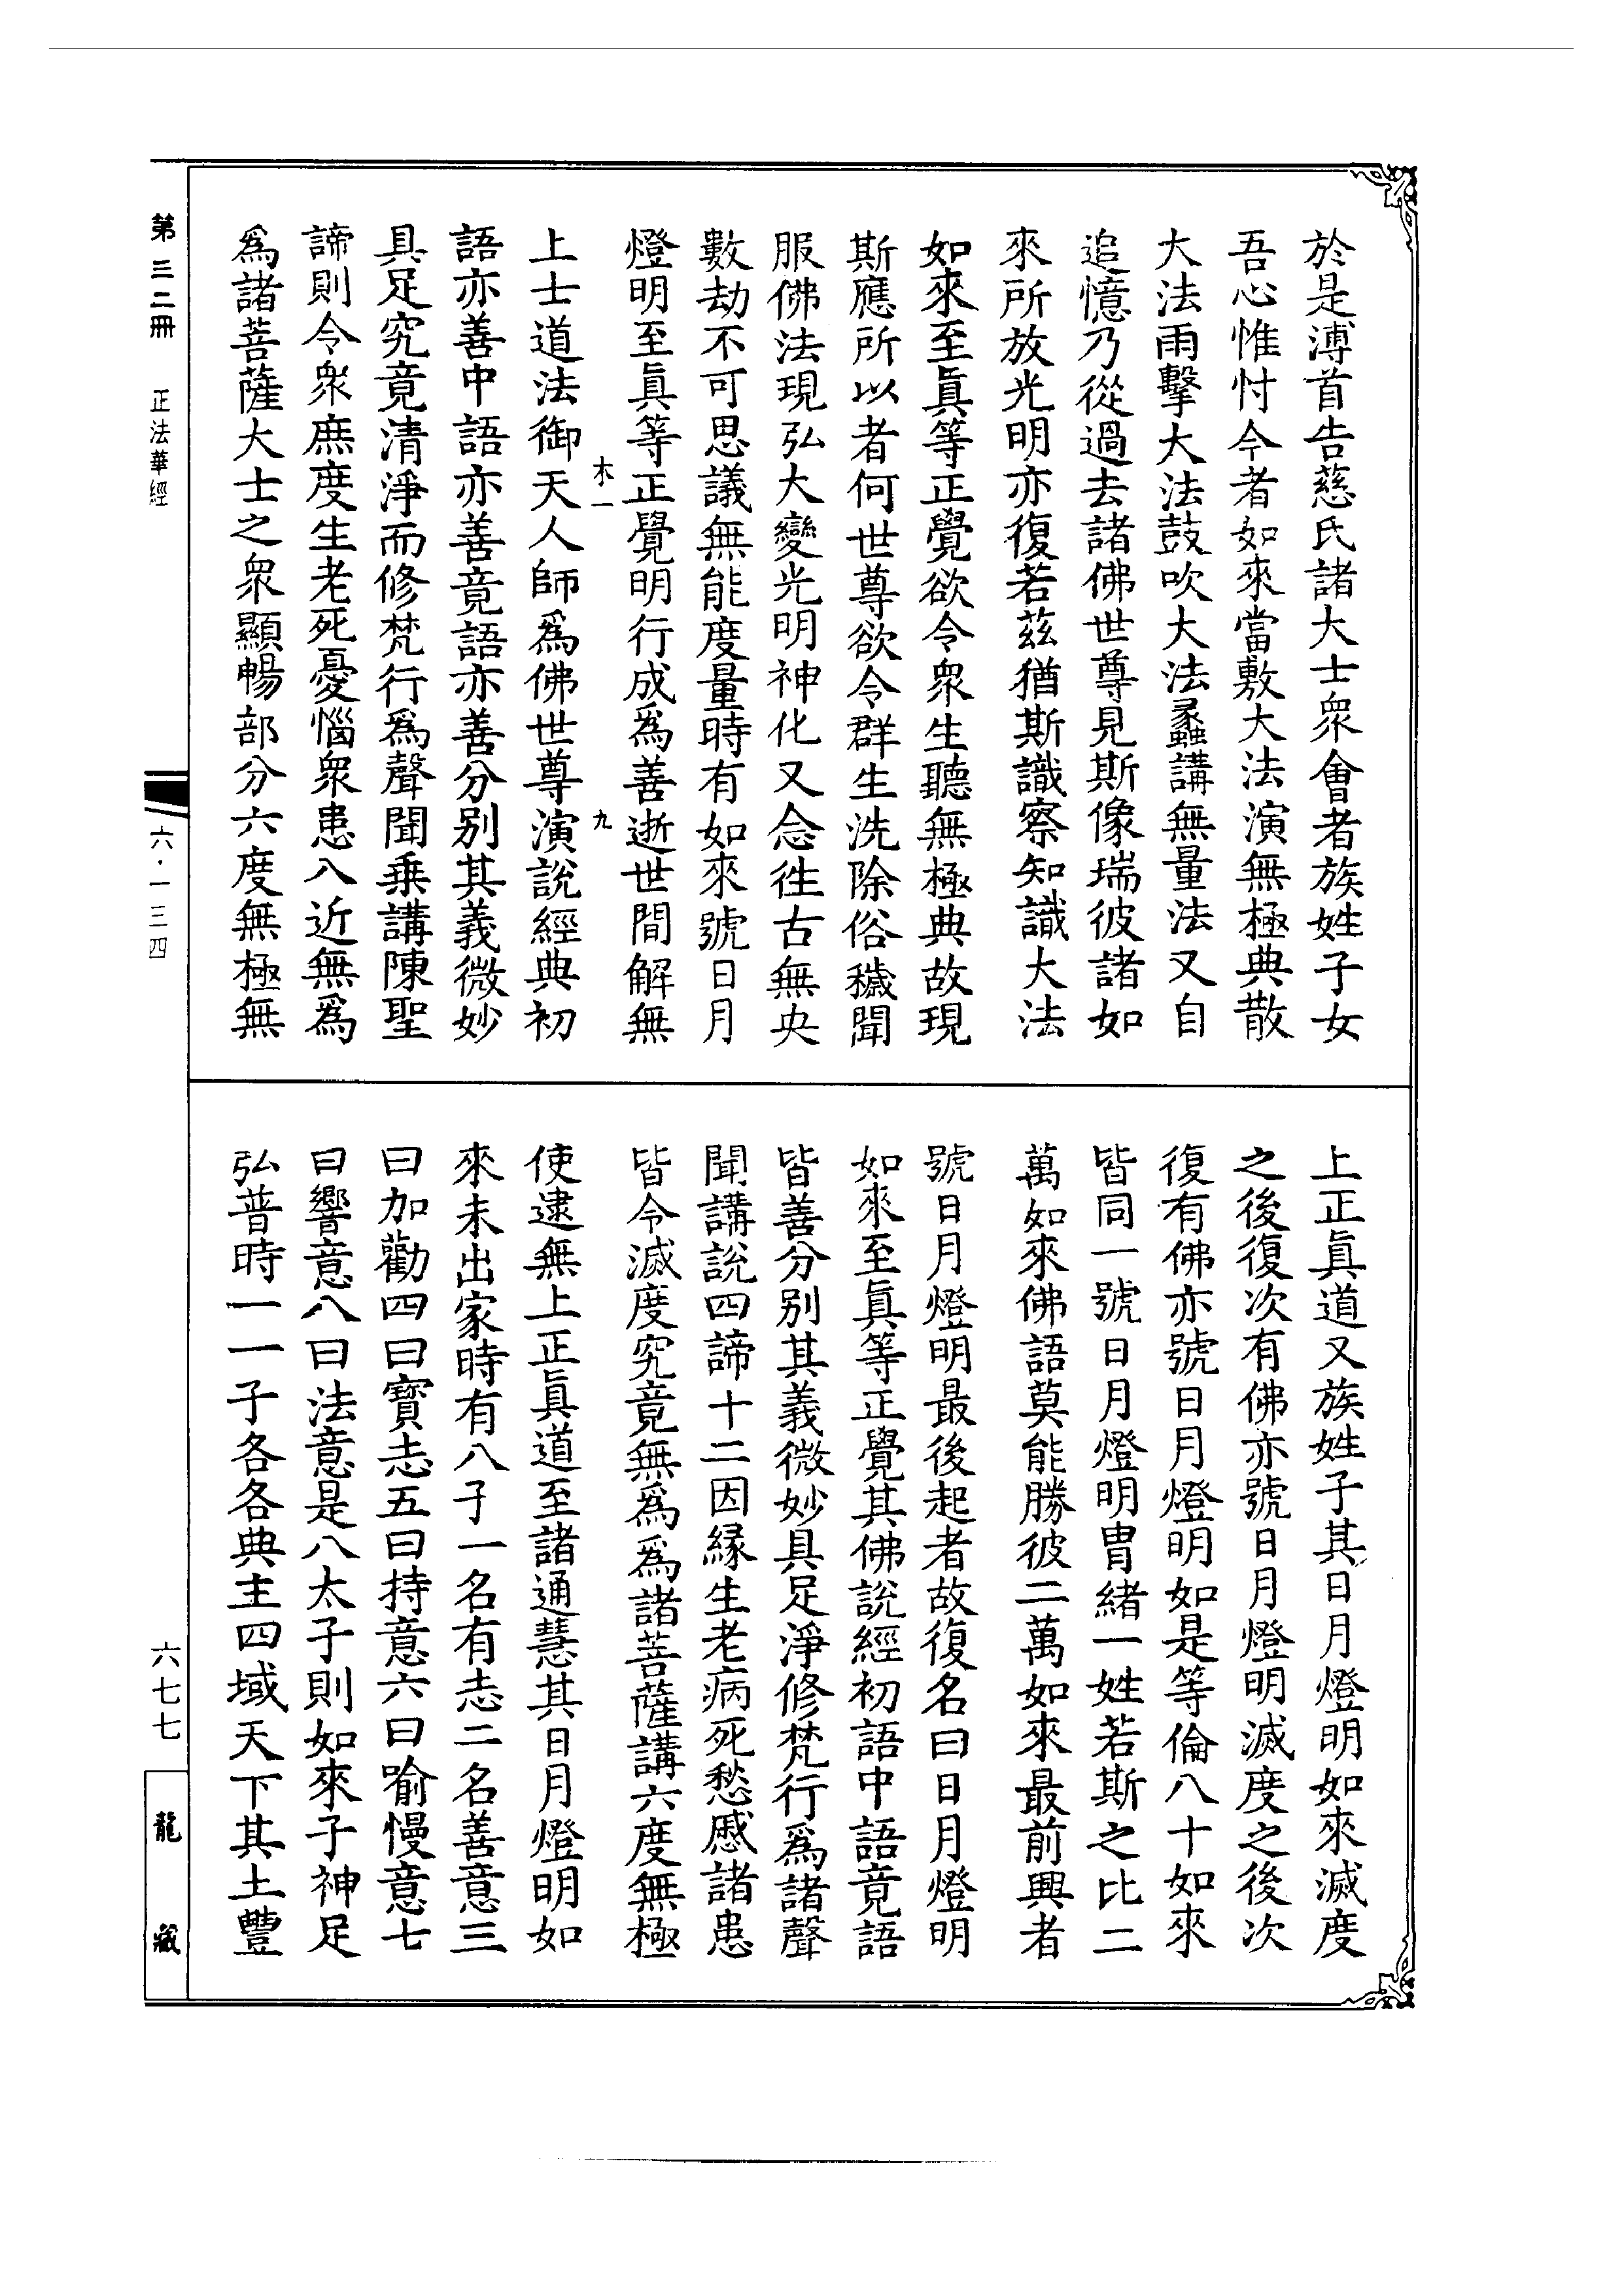 於是溥首告慈氏諸大士衆會者族姓子女
吾心惟忖今者如來當敷大法演無極典散
大法雨擊大法鼓吹大法蠡講無量法又自
追憶乃從過去諸佛世尊見斯像瑞彼諸如
來所放光明亦復若茲猶斯識察知識大法
如來至眞等正覺欲令衆生聽無極典故現
斯應所以者何世尊欲令群生洗除俗穢聞
服佛法現弘大變光明神化又念徃古無央
數劫不可思議無能度量時有如來號日月
燈明至眞等正覺明行成爲善逝世間解無
木一 九
上士道法御天人師爲佛世尊演說經典初
語亦善中語亦善竟語亦善分別其義微妙
具足究竟清淨而修梵行爲聲聞乗講陳聖
諦則令衆庶度生老死憂惱衆患入近無爲
爲諸菩薩大士之衆顯暢部分六度無極無
上正眞道又族姓子其日月燈明如來滅度
之後復次有佛亦號日月燈明滅度之後次
復有佛亦號日月燈明如是等倫八十如來
皆同一號日月燈明胄緒一姓若斯之比二
萬如來佛語莫能勝彼二萬如來最前興者
號日月燈明最後起者故復名曰日月燈明
如來至眞等正覺其佛說經初語中語竟語
皆善分別其義微妙具足淨修梵行爲諸聲
聞講說四諦十二因緣生老病死愁慼諸患
皆令滅度究竟無爲爲諸菩薩講六度無極
使逮無上正眞道至諸通慧其日月燈明如
來未出家時有八子一名有志二名善意三
曰加勸四曰寶志五曰持意六曰喻慢意七
曰響意八曰法意是八太子則如來子神足
弘普時一一子各各典主四域天下其土豐
第三二冊 正法華經
六·一三四
六七七
龍藏